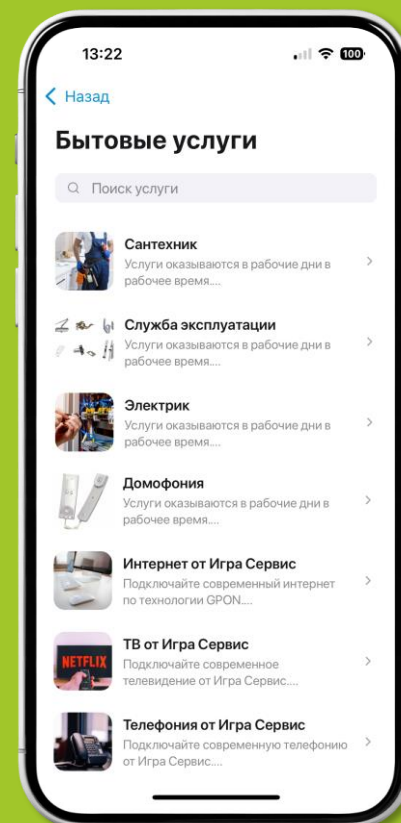 13:22
100
Назад
Бытовые услуги
Поиск услуги
Сантехник
Услуги оказываются в рабочие дни в
рабочее время....
Служба эксплуатации
Услуги оказываются в рабочие дни в
рабочее время....
Электрик
Услуги оказываются в рабочие дни в
рабочее время....
Домофония
Услуги оказываются в рабочие дни в
рабочее время....
Интернет от Игра Сервис
Подключайте современный интернет
по технологии GPON....
NETFLIX
ТВ от Игра Сервис
Подключайте современное
телевидение от Игра Сервис....
Телефония от Игра Сервис
Подключайте современную телефонию
от Игра Сервис....